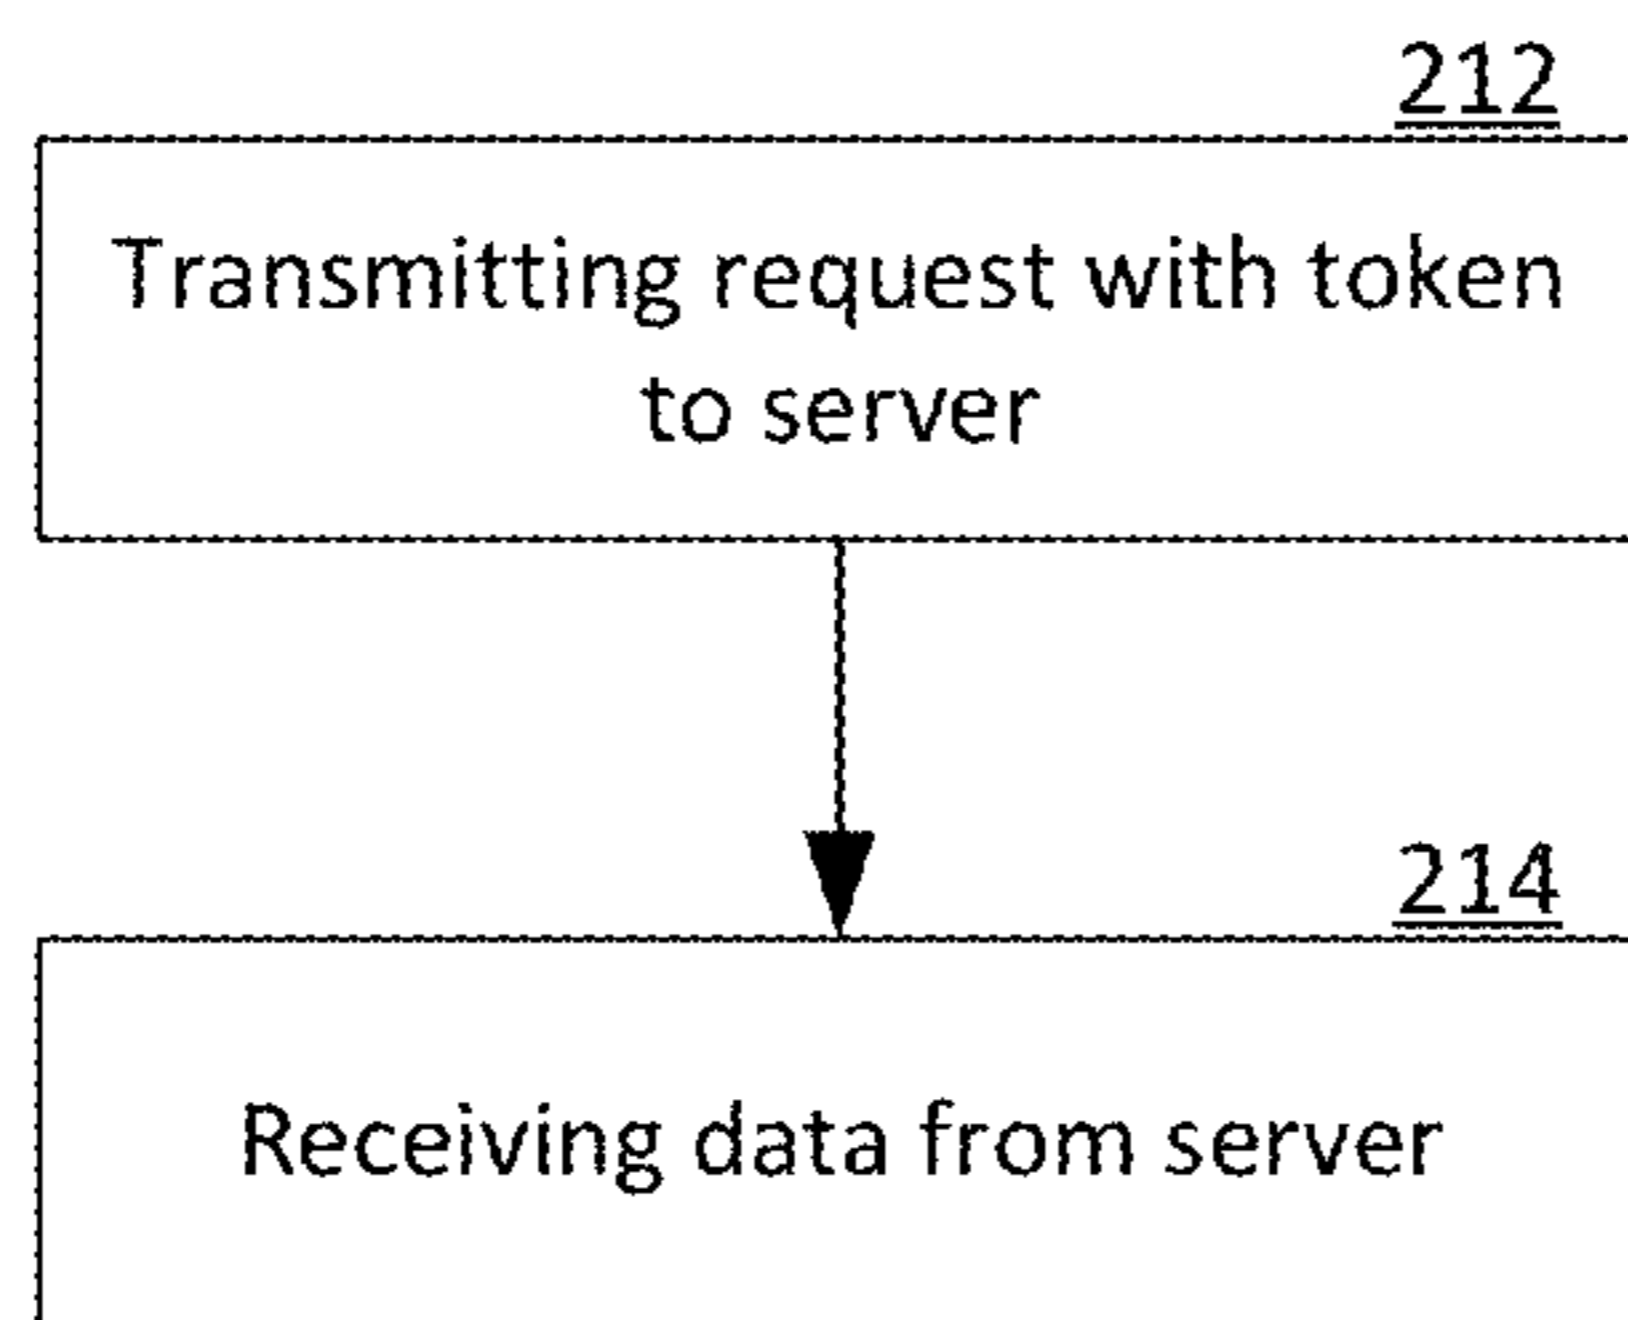 212
Transmitting request with token
to server
214
Receiving data from server